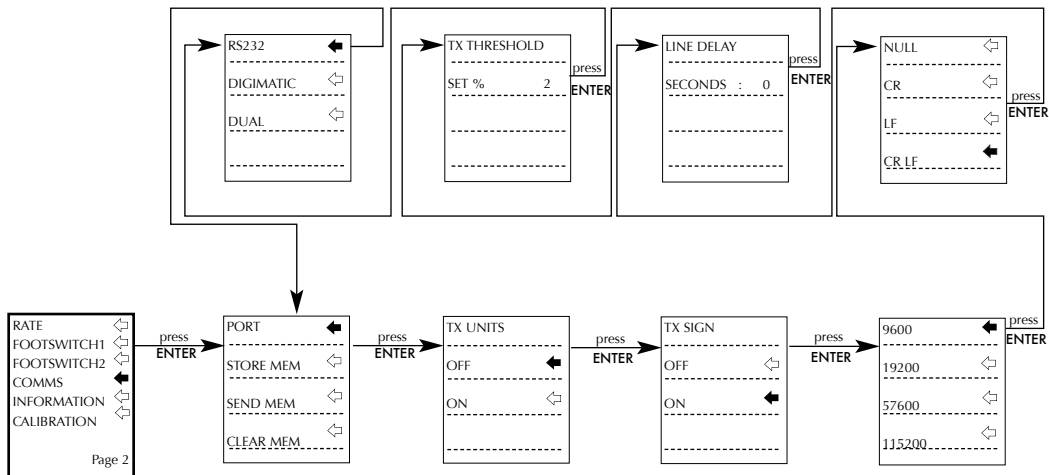 RS232
DIGIMATIC
DUAL
TX THRESHOLD
SET % 2
press
ENTER
LINE DELAY
SECONDS : 0
press
ENTER
NULL
CR
LF
CR LF
press
ENTER
RATE
FOOTSWITCH1
FOOTSWITCH2
COMMS
INFORMATION
CALIBRATION
Page 2
press
ENTER
PORT
STORE MEM
SEND MEM
CLEAR MEM
press
ENTER
TX UNITS
OFF
ON
press
ENTER
TX SIGN
OFF
ON
press
ENTER
9600
19200
57600
115200
press
ENTER